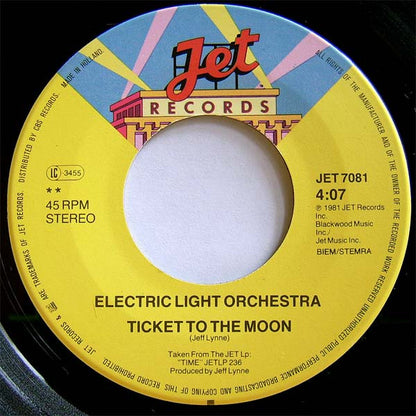 Jet
RECORDS
MADE IN HOLLAND.
ALL RIGHTS OF THE MANUFACTURER AND OF THE OWNER OF THE RECORDED WORK RESERVED UNAUTHORISED PUBLIC PERFORMANCE BROADCASTING AND COPYING OF THIS RECORD PROHIBITED.
JET RECORDS & JET ARE TRADEMARKS OF JET RECORDS. DISTRIBUTED BY CBS RECORDS.
LC 3455
**
45 RPM
STEREO
JET 7081
4:07
℗ 1981 JET Records
Inc.
Blackwood Music
Inc./
Jet Music Inc.
BIEM/STEMRA
ELECTRIC LIGHT ORCHESTRA
TICKET TO THE MOON
(Jeff Lynne)
Taken From The JET Lp:
"TIME" JETLP 236
Produced by Jeff Lynne